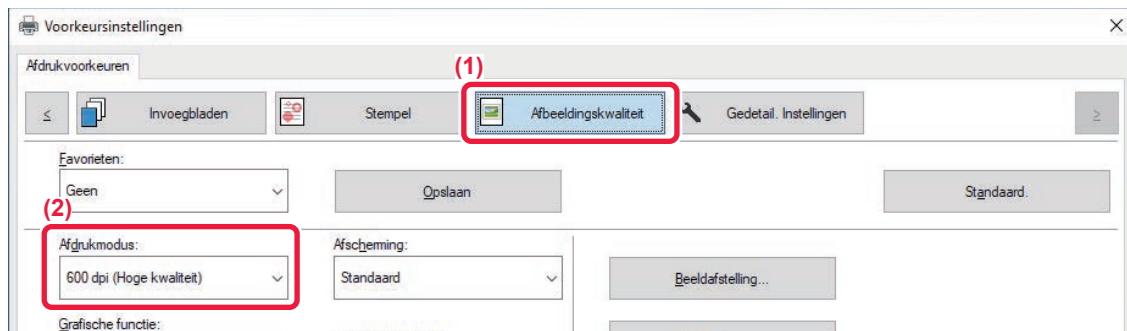 Voorkeursinstellingen
Afdrukvoorkeuren
(1)
< Invoegbladen Stempel Afbeeldingskwaliteit Gedetail. Instellingen >
Favorieten:
Geen Opslaan Standaard.
(2)
Afdrukmodus: Afscherming:
600 dpi (Hoge kwaliteit) Standaard Beeldafstelling...
Grafische functie: